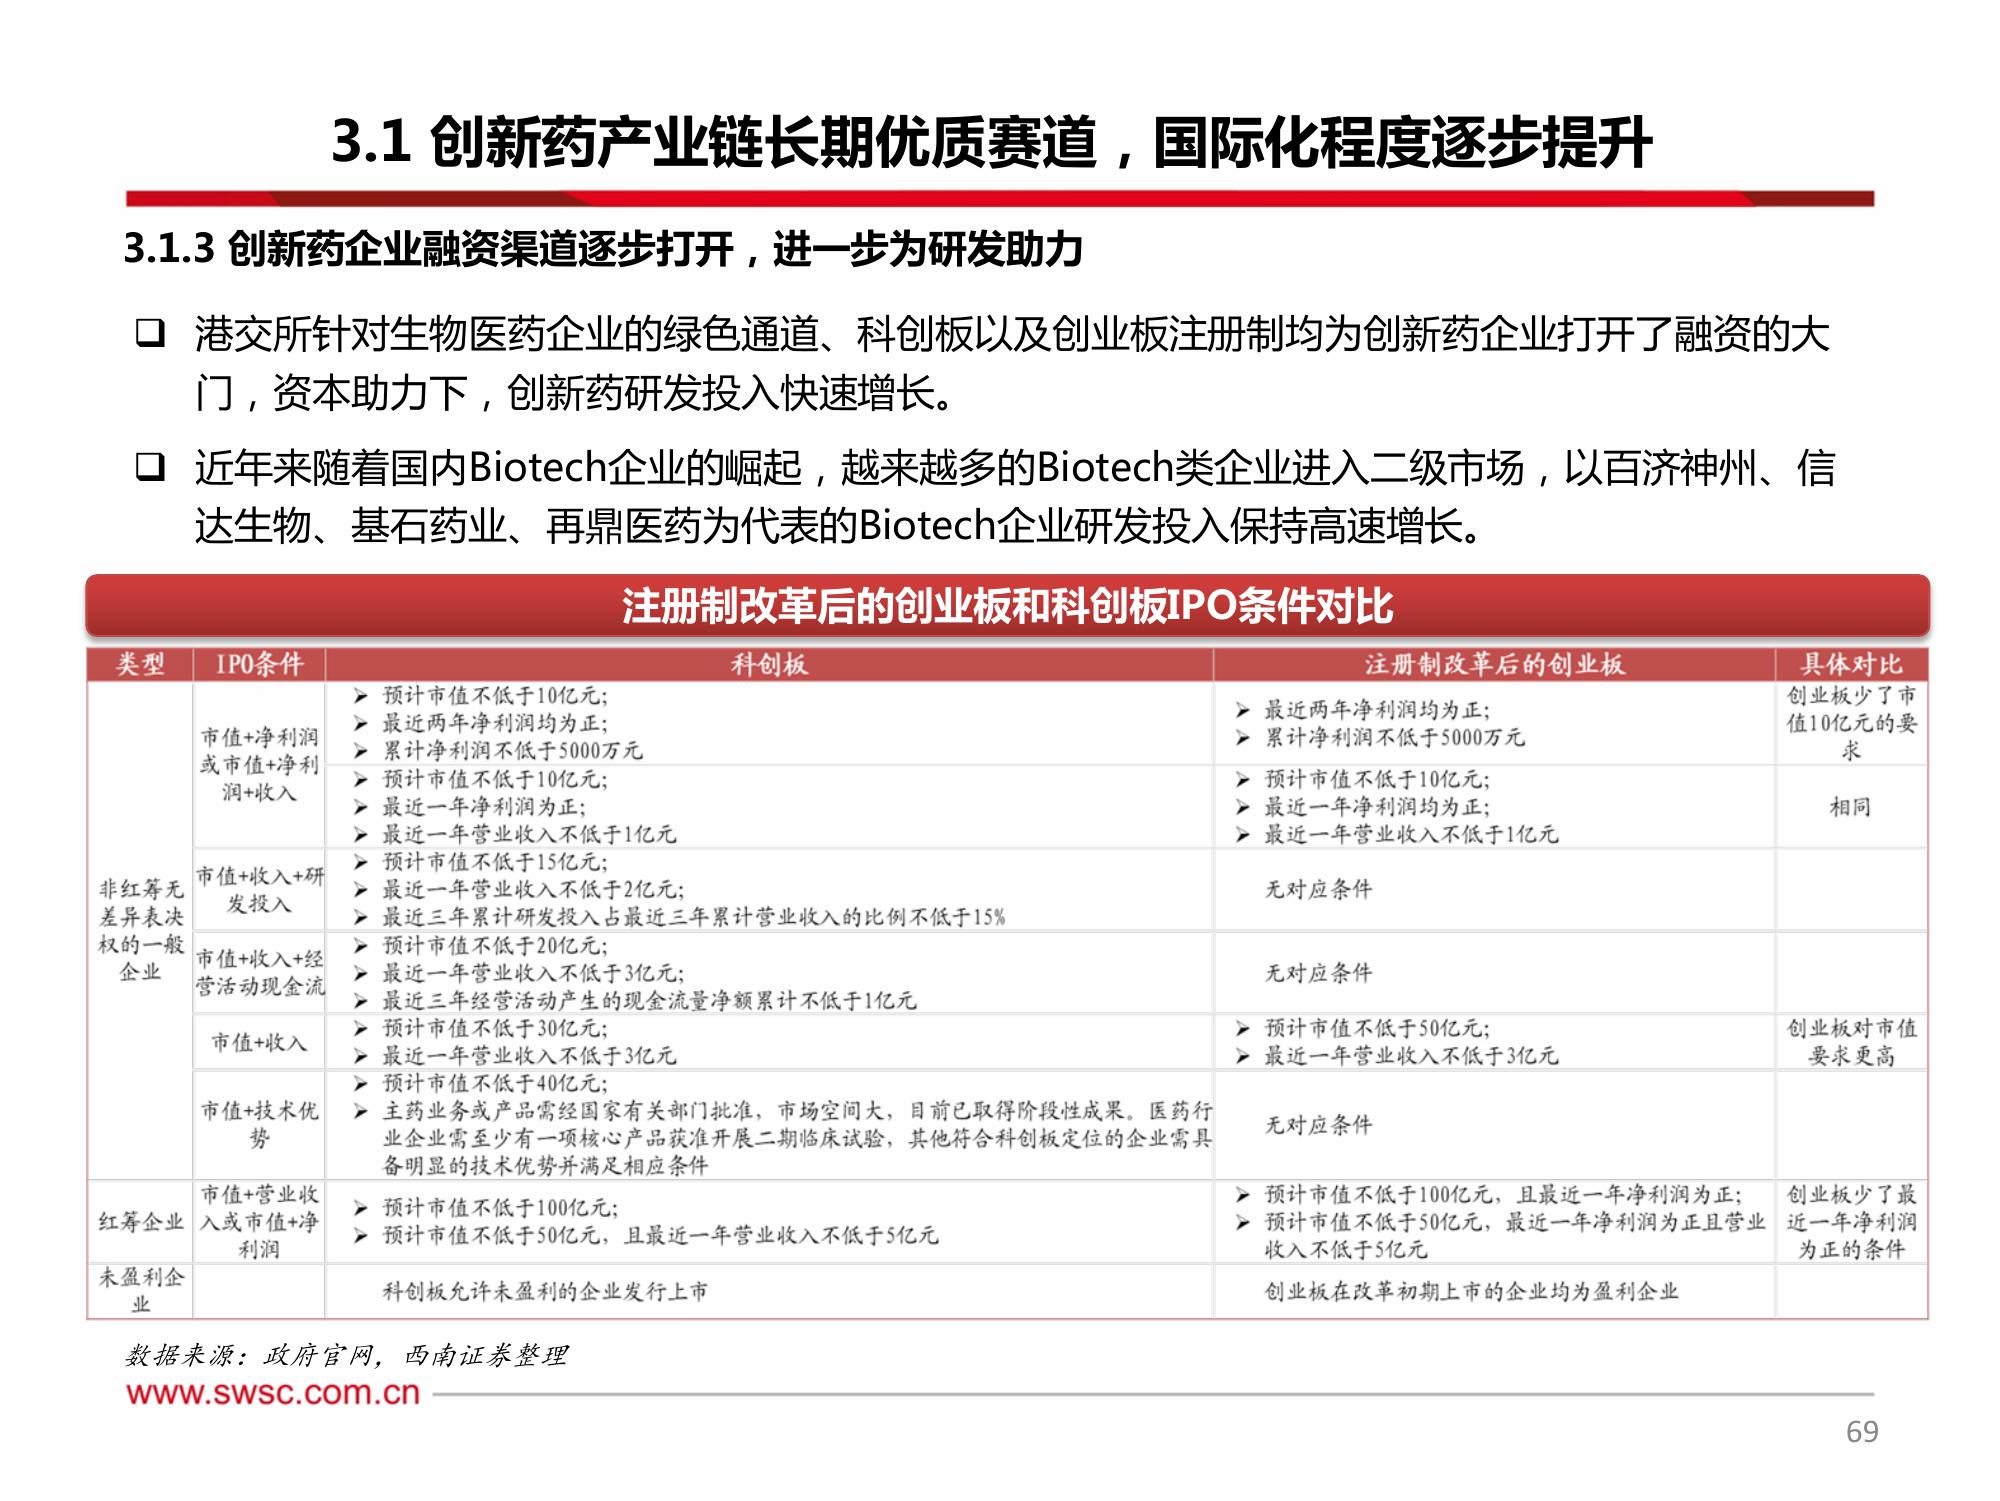 3.1 创新药产业链长期优质赛道，国际化程度逐步提升
3.1.3 创新药企业融资渠道逐步打开，进一步为研发助力
❑ 港交所针对生物医药企业的绿色通道、科创板以及创业板注册制均为创新药企业打开了融资的大
门，资本助力下，创新药研发投入快速增长。
❑ 近年来随着国内Biotech企业的崛起，越来越多的Biotech类企业进入二级市场，以百济神州、信
达生物、基石药业、再鼎医药为代表的Biotech企业研发投入保持高速增长。
注册制改革后的创业板和科创板IPO条件对比
类型 IPO条件 科创板 注册制改革后的创业板 具体对比
非红筹无
差异表决
权的一般
企业
市值+净利润
或市值+净利
润+收入
➢ 预计市值不低于10亿元;
➢ 最近两年净利润均为正;
➢ 累计净利润不低于5000万元
➢ 最近两年净利润均为正;
➢ 累计净利润不低于5000万元
创业板少了市
值10亿元的要
求
➢ 预计市值不低于10亿元;
➢ 最近一年净利润为正;
➢ 最近一年营业收入不低于1亿元
➢ 预计市值不低于10亿元;
➢ 最近一年净利润均为正;
➢ 最近一年营业收入不低于1亿元
相同
市值+收入+研
发投入
➢ 预计市值不低于15亿元;
➢ 最近一年营业收入不低于2亿元;
➢ 最近三年累计研发投入占最近三年累计营业收入的比例不低于15%
无对应条件
市值+收入+经
营活动现金流
➢ 预计市值不低于20亿元;
➢ 最近一年营业收入不低于3亿元;
➢ 最近三年经营活动产生的现金流量净额累计不低于1亿元
无对应条件
市值+收入
➢ 预计市值不低于30亿元;
➢ 最近一年营业收入不低于3亿元
➢ 预计市值不低于50亿元;
➢ 最近一年营业收入不低于3亿元
创业板对市值
要求更高
市值+技术优
势
➢ 预计市值不低于40亿元;
➢ 主药业务或产品需经国家有关部门批准，市场空间大，目前已取得阶段性成果。医药行
业企业需至少有一项核心产品获准开展二期临床试验，其他符合科创板定位的企业需具
备明显的技术优势并满足相应条件
无对应条件
红筹企业
市值+营业收
入或市值+净
利润
➢ 预计市值不低于100亿元;
➢ 预计市值不低于50亿元，且最近一年营业收入不低于5亿元
➢ 预计市值不低于100亿元，且最近一年净利润为正;
➢ 预计市值不低于50亿元，最近一年净利润为正且营业
收入不低于5亿元
创业板少了最
近一年净利润
为正的条件
未盈利企
业
科创板允许未盈利的企业发行上市
创业板在改革初期上市的企业均为盈利企业
数据来源：政府官网，西南证券整理
www.swsc.com.cn
69